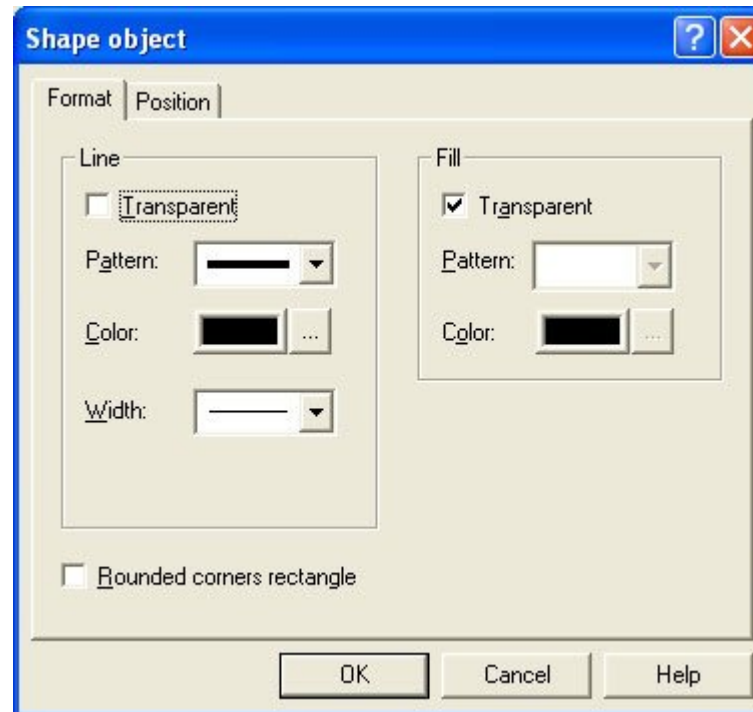 Shape object
Format Position
Line
Transparent
Pattern:
Color: ...
Width:
Fill
Transparent
Pattern:
Color: ...
Rounded corners rectangle
OK Cancel Help